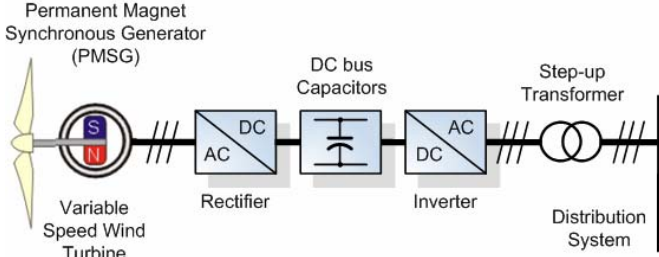 Permanent Magnet
Synchronous Generator
(PMSG)
DC bus
Capacitors
Step-up
Transformer
S
N
DC
AC
AC
DC
Rectifier
Inverter
Variable
Speed Wind
Turbine
Distribution
System